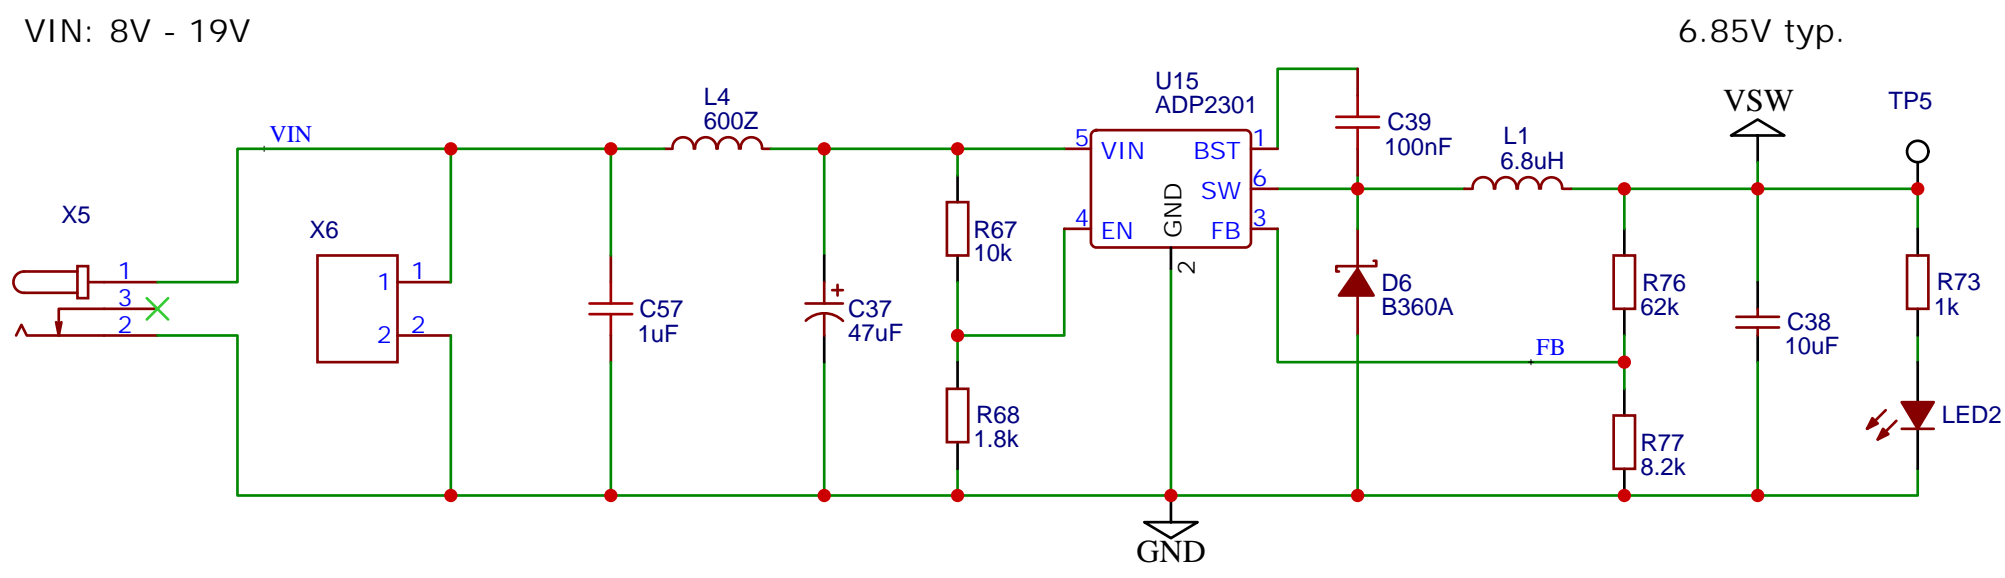 VIN: 8V - 19V
6.85V typ.
U15
ADP2301
L4
600Z
VSW
TP5
VIN
C39
100nF
L1
6.8uH
5
VIN
BST
1
SW
6
GND
4
EN
FB
3
2
X5
X6
R67
10k
1
3
2
1
1
2
2
C57
1uF
C37
47uF
D6
B360A
R76
62k
R73
1k
C38
10uF
FB
R68
1.8k
R77
8.2k
LED2
GND